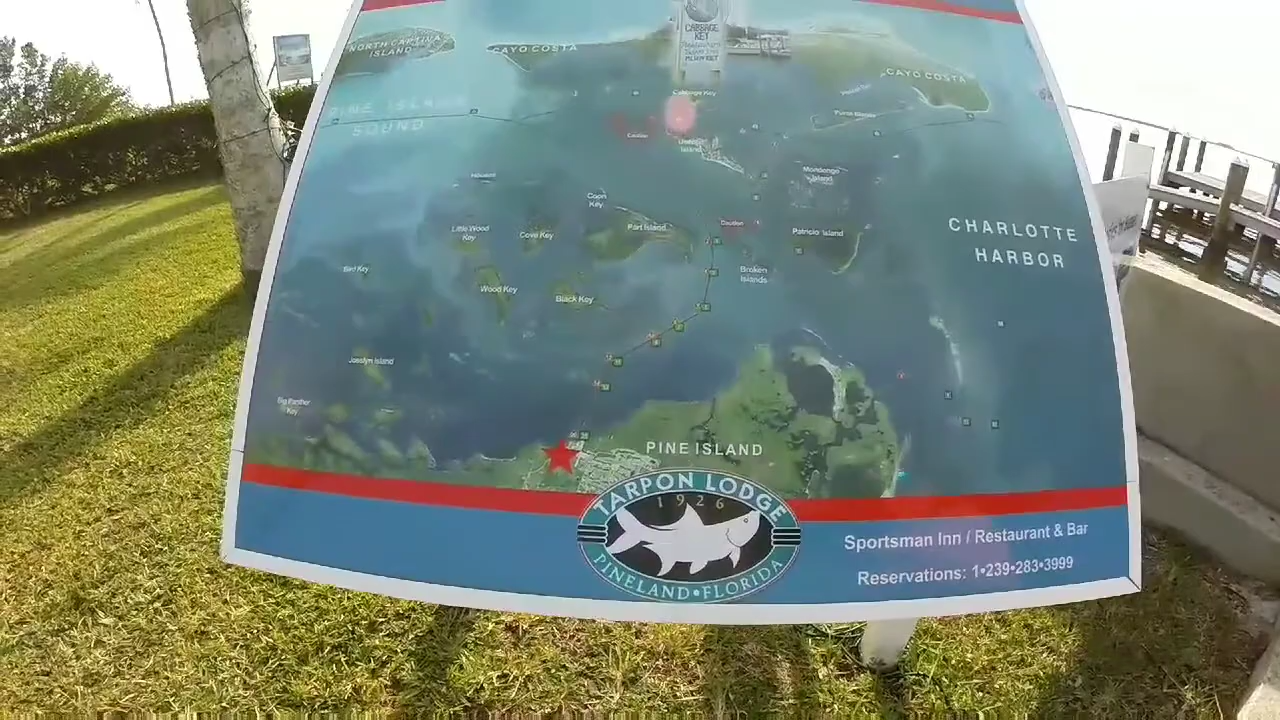 CABBAGE
KEY
NORTH CAPTIVA
ISLAND
CAYO COSTA
CAYO COSTA
PINE ISLAND
SOUND
Cabbage Key
Useppa
Island
Mondongo
Island
Coon
Key
Little Wood
Key
Cove Key
Part Island
Patricio Island
CHARLOTTE
HARBOR
Bird Key
Wood Key
Black Key
Broken
Islands
Josslyn Island
Big Panther
Key
PINE ISLAND
TARPON LODGE
1926
PINELAND•FLORIDA
Sportsman Inn / Restaurant & Bar
Reservations: 1•239•283•3999